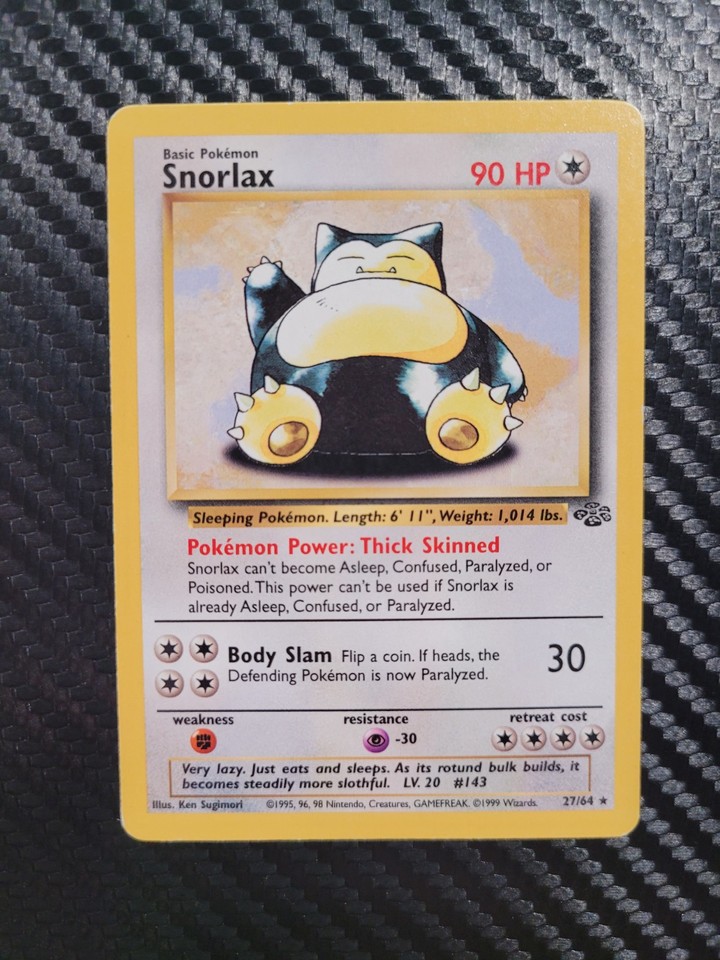 Basic Pokémon
Snorlax 90 HP
Sleeping Pokémon. Length: 6' 11", Weight: 1,014 lbs.
Pokémon Power: Thick Skinned
Snorlax can't become Asleep, Confused, Paralyzed, or
Poisoned. This power can't be used if Snorlax is
already Asleep, Confused, or Paralyzed.
Body Slam Flip a coin. If heads, the 30
Defending Pokémon is now Paralyzed.
weakness resistance retreat cost
-30
Very lazy. Just eats and sleeps. As its rotund bulk builds, it
becomes steadily more slothful. LV. 20 #143
Illus. Ken Sugimori ©1995, 96, 98 Nintendo, Creatures, GAMEFREAK. ©1999 Wizards. 27/64 ★